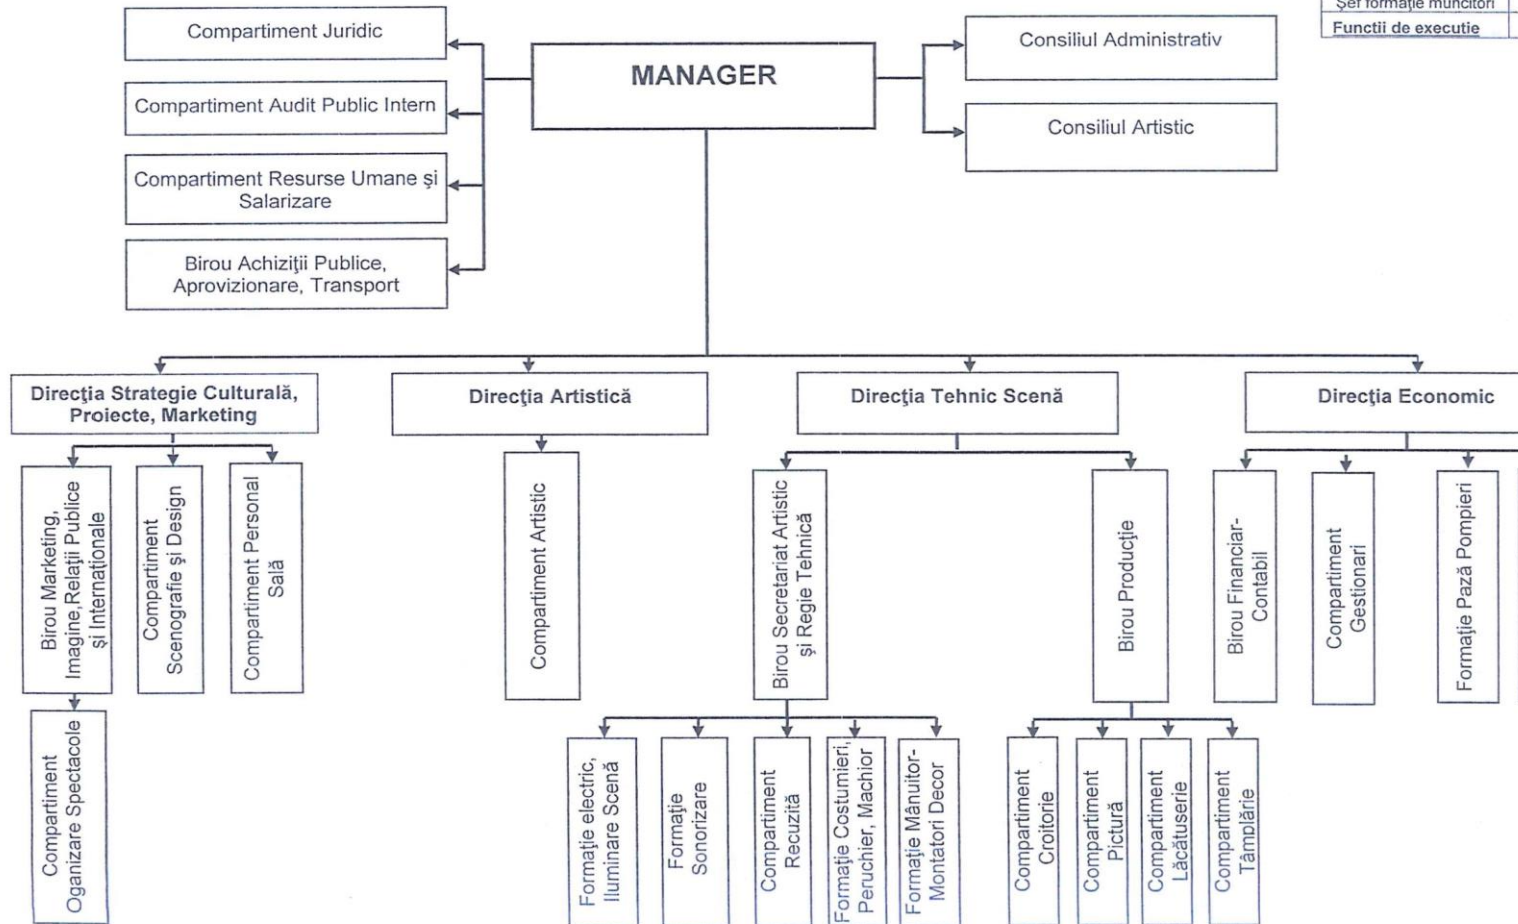 Şef formaţie muncitori
Functii de executie
Compartiment Juridic
MANAGER
Consiliul Administrativ
Compartiment Audit Public Intern
Consiliul Artistic
Compartiment Resurse Umane şi
Salarizare
Birou Achiziţii Publice,
Aprovizionare, Transport
Direcţia Strategie Culturală,
Proiecte, Marketing
Direcţia Artistică
Direcţia Tehnic Scenă
Direcţia Economic
Birou Marketing,
Imagine,Relaţii Publice
şi Internaţionale
Compartiment
Scenografie şi Design
Compartiment Personal
Sală
Compartiment Artistic
Birou Secretariat Artistic
şi Regie Tehnică
Birou Producţie
Birou Financiar-
Contabil
Compartiment
Gestionari
Formaţie Pază Pompieri
Compartiment
Oganizare Spectacole
Formaţie electric,
Iluminare Scenă
Formaţie
Sonorizare
Compartiment
Recuzită
Formaţie Costumieri,
Peruchier, Machior
Formaţie Mânuitor-
Montatori Decor
Compartiment
Croitorie
Compartiment
Pictură
Compartiment
Lăcătuserie
Compartiment
Tâmplărie